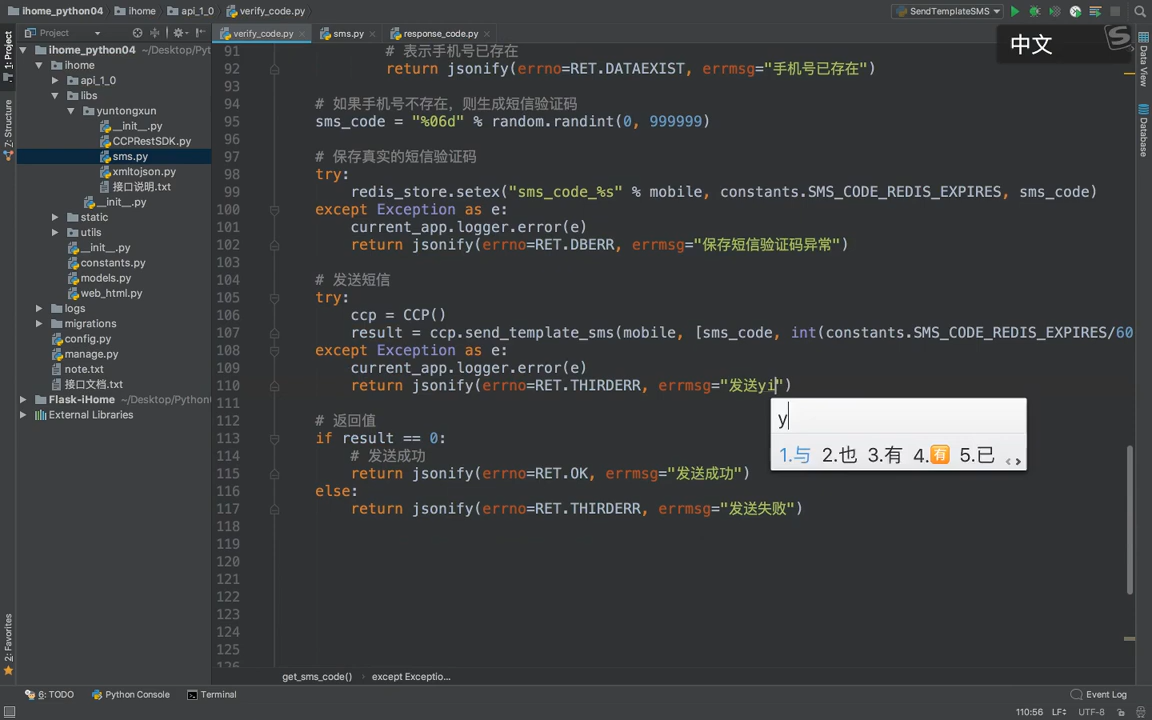 ihome_python04 ihome api_1_0 verify_code.py SendTemplateSMS
中文
Project verify_code.py sms.py response_code.py
1: Project
Z: Structure
2: Favorites
Data View
Database
ihome_python04 ~/Desktop/Pyt
ihome
api_1_0
libs
yuntongxun
__init__.py
CCPRestSDK.py
sms.py
xmltojson.py
接口说明.txt
__init__.py
static
utils
__init__.py
constants.py
models.py
web_html.py
logs
migrations
config.py
manage.py
note.txt
接口文档.txt
Flask-iHome ~/Desktop/Python
External Libraries
91 # 表示手机号已存在
92 return jsonify(errno=RET.DATAEXIST, errmsg="手机号已存在")
93
94 # 如果手机号不存在，则生成短信验证码
95 sms_code = "%06d" % random.randint(0, 999999)
96
97 # 保存真实的短信验证码
98 try:
99 redis_store.setex("sms_code_%s" % mobile, constants.SMS_CODE_REDIS_EXPIRES, sms_code)
100 except Exception as e:
101 current_app.logger.error(e)
102 return jsonify(errno=RET.DBERR, errmsg="保存短信验证码异常")
103
104 # 发送短信
105 try:
106 ccp = CCP()
107 result = ccp.send_template_sms(mobile, [sms_code, int(constants.SMS_CODE_REDIS_EXPIRES/60
108 except Exception as e:
109 current_app.logger.error(e)
110 return jsonify(errno=RET.THIRDERR, errmsg="发送yi")
111
112 # 返回值
113 if result == 0:
114 # 发送成功
115 return jsonify(errno=RET.OK, errmsg="发送成功")
116 else:
117 return jsonify(errno=RET.THIRDERR, errmsg="发送失败")
118
119
120
121
122
123
124
125
126
y
1.与 2.也 3.有 4.有 5.已
get_sms_code() except Exceptio...
6: TODO Python Console Terminal Event Log
110:56 LF UTF-8